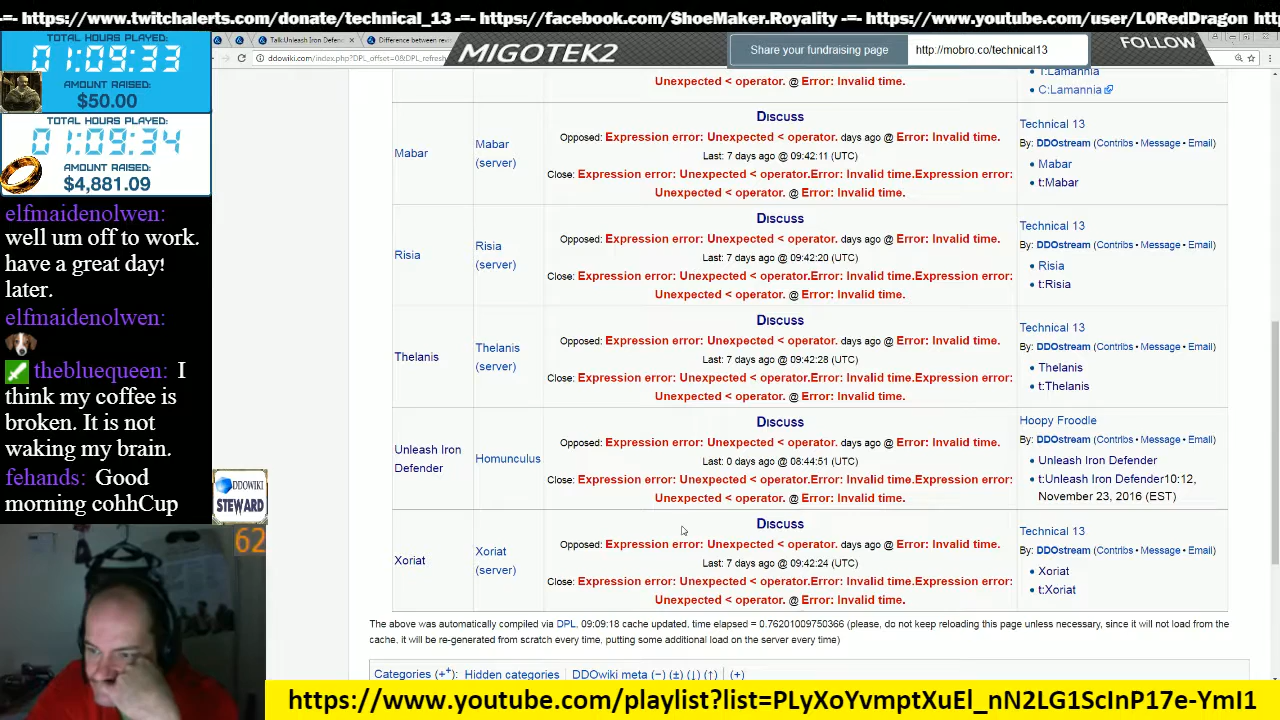 -=- https://www.twitchalerts.com/donate/technical_13 -=- https://facebook.com/ShoeMaker.Royality -=- https://www.youtube.com/user/L0RedDragon
TOTAL HOURS PLAYED:
01:09:33
AMOUNT RAISED:
$50.00
TOTAL HOURS PLAYED:
01:09:34
AMOUNT RAISED:
$4,881.09
elfmaidenolwen:
well um off to work.
have a great day!
later.
elfmaidenolwen:
thebluequeen: I
think my coffee is
broken. It is not
waking my brain.
fehands: Good
morning cohhCup
DDOWIKI
STEWARD
62
Talk:Unleash Iron Defend
Difference between rev
ddowiki.com/index.php?DPL_offset=0&DPL_refresh
MIGOTEK2
Share your fundraising page
http://mobro.co/technical13
FOLLOW
Unexpected < operator. @ Error: Invalid time.
T:Lamannia
C:Lamannia
Mabar
Mabar
(server)
Discuss
Opposed: Expression error: Unexpected < operator. days ago @ Error: Invalid time.
Last: 7 days ago @ 09:42:11 (UTC)
Close: Expression error: Unexpected < operator.Error: Invalid time.Expression error:
Unexpected < operator. @ Error: Invalid time.
Technical 13
By: DDOstream (Contribs • Message • Email)
• Mabar
• t:Mabar
Risia
Risia
(server)
Discuss
Opposed: Expression error: Unexpected < operator. days ago @ Error: Invalid time.
Last: 7 days ago @ 09:42:20 (UTC)
Close: Expression error: Unexpected < operator.Error: Invalid time.Expression error:
Unexpected < operator. @ Error: Invalid time.
Technical 13
By: DDOstream (Contribs • Message • Email)
• Risia
• t:Risia
Thelanis
Thelanis
(server)
Discuss
Opposed: Expression error: Unexpected < operator. days ago @ Error: Invalid time.
Last: 7 days ago @ 09:42:28 (UTC)
Close: Expression error: Unexpected < operator.Error: Invalid time.Expression error:
Unexpected < operator. @ Error: Invalid time.
Technical 13
By: DDOstream (Contribs • Message • Email)
• Thelanis
• t:Thelanis
Unleash Iron
Defender
Homunculus
Discuss
Opposed: Expression error: Unexpected < operator. days ago @ Error: Invalid time.
Last: 0 days ago @ 08:44:51 (UTC)
Close: Expression error: Unexpected < operator.Error: Invalid time.Expression error:
Unexpected < operator. @ Error: Invalid time.
Hoopy Froodle
By: DDOstream (Contribs • Message • Email)
• Unleash Iron Defender
• t:Unleash Iron Defender10:12,
November 23, 2016 (EST)
Xoriat
Xoriat
(server)
Discuss
Opposed: Expression error: Unexpected < operator. days ago @ Error: Invalid time.
Last: 7 days ago @ 09:42:24 (UTC)
Close: Expression error: Unexpected < operator.Error: Invalid time.Expression error:
Unexpected < operator. @ Error: Invalid time.
Technical 13
By: DDOstream (Contribs • Message • Email)
• Xoriat
• t:Xoriat
The above was automatically compiled via DPL. 09:09:18 cache updated, time elapsed = 0.76201009750366 (please, do not keep reloading this page unless necessary, since it will not load from the
cache, it will be re-generated from scratch every time, putting some additional load on the server every time)
Categories (+⁺) Hidden categories DDOwiki meta (−) (±) (↓) (↑) (+)
https://www.youtube.com/playlist?list=PLyXoYvmptXuEl_nN2LG1ScInP17e-YmI1